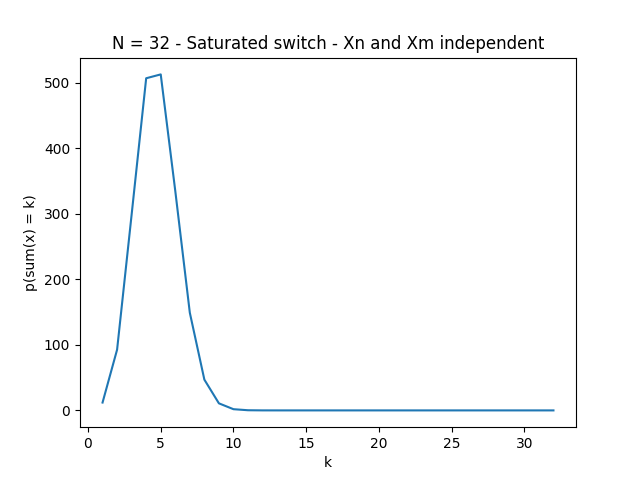 N = 32 - Saturated switch - Xn and Xm independent
p(sum(x) = k)
500
400
300
200
100
0
0 5 10 15 20 25 30
k